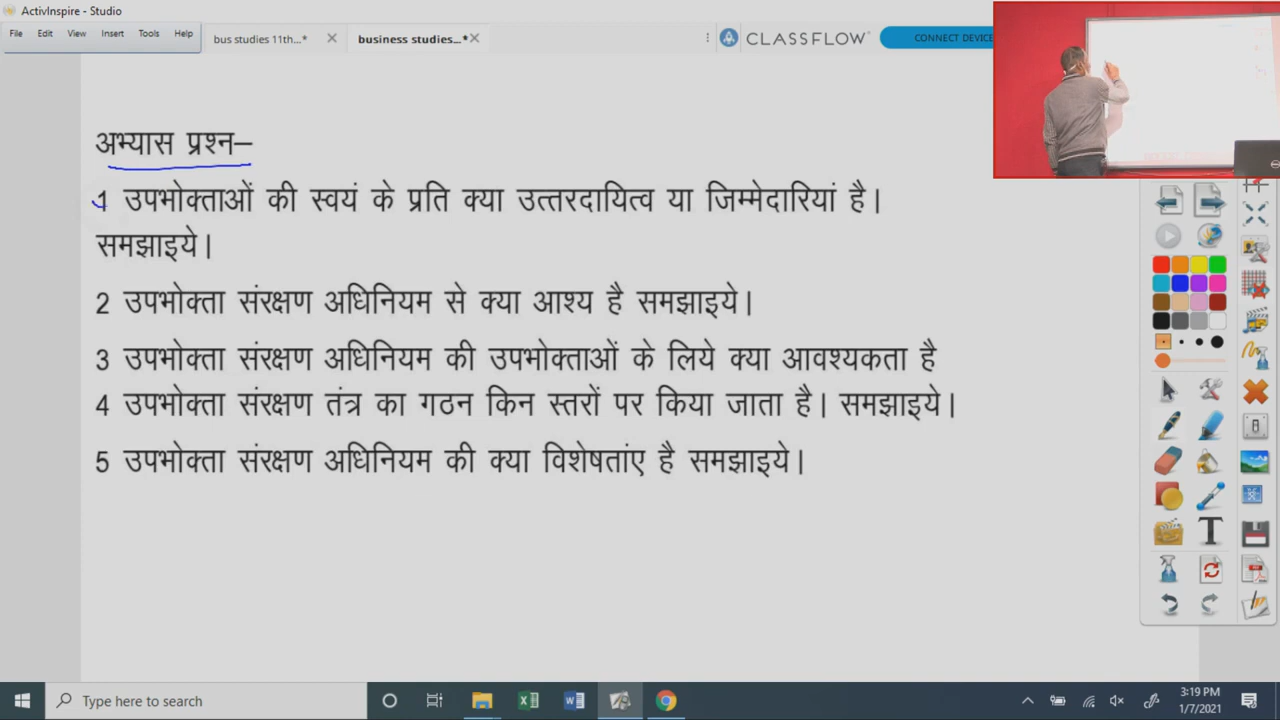 ActivInspire - Studio
File Edit View Insert Tools Help
bus studies 11th...*
business studies...*
CLASSFLOW
CONNECT DEVICE
अभ्यास प्रश्न–
1 उपभोक्ताओं की स्वयं के प्रति क्या उत्तरदायित्व या जिम्मेदारियां है।
समझाइये।
2 उपभोक्ता संरक्षण अधिनियम से क्या आश्य है समझाइये।
3 उपभोक्ता संरक्षण अधिनियम की उपभोक्ताओं के लिये क्या आवश्यकता है
4 उपभोक्ता संरक्षण तंत्र का गठन किन स्तरों पर किया जाता है। समझाइये।
5 उपभोक्ता संरक्षण अधिनियम की क्या विशेषतांए है समझाइये।
Type here to search
3:19 PM
1/7/2021